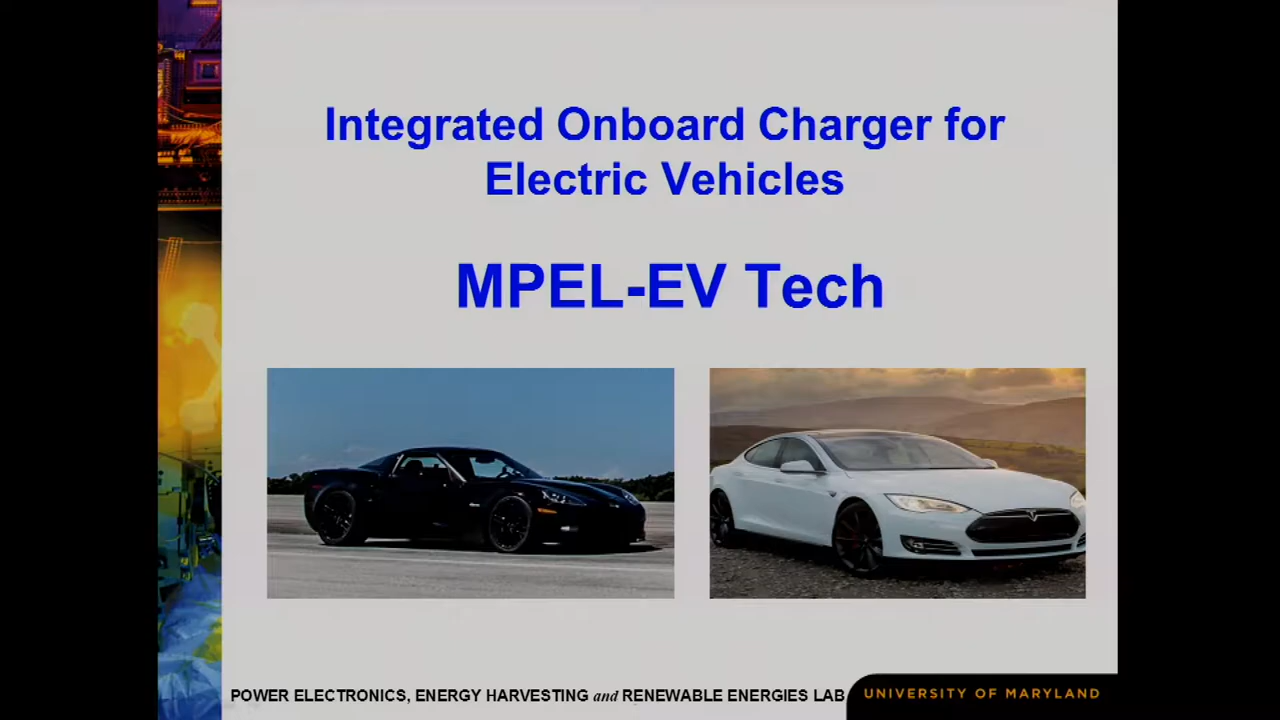 Integrated Onboard Charger for
Electric Vehicles
MPEL-EV Tech
POWER ELECTRONICS, ENERGY HARVESTING and RENEWABLE ENERGIES LAB
UNIVERSITY OF MARYLAND